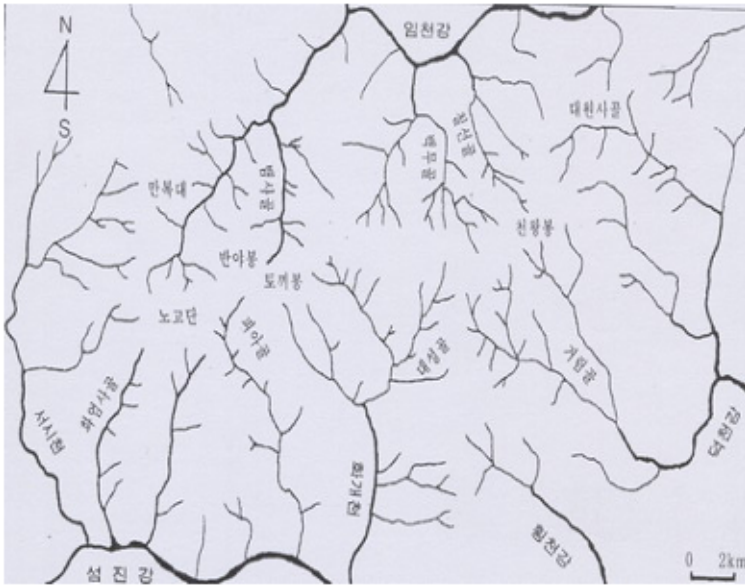 N
S
임천강
대원사골
칠선골
백무골
뱀사골
만복대
천왕봉
반야봉
토끼봉
노고단
피아골
대성골
거림골
화엄사골
서시천
덕천강
화개천
횡천강
섬진강
0 2km